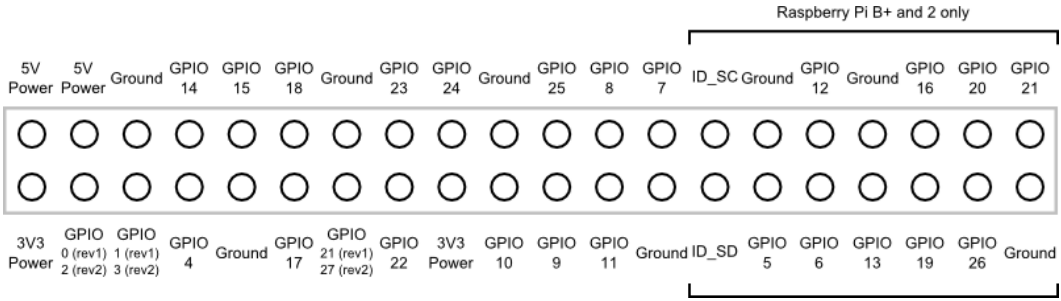 Raspberry Pi B+ and 2 only
5V Power 5V Power Ground GPIO 14 GPIO 15 GPIO 18 Ground GPIO 23 GPIO 24 Ground GPIO 25 GPIO 8 GPIO 7 ID_SC Ground GPIO 12 Ground GPIO 16 GPIO 20 GPIO 21
3V3 Power GPIO 0 (rev1) 2 (rev2) GPIO 1 (rev1) 3 (rev2) GPIO 4 Ground GPIO 17 GPIO 21 (rev1) 27 (rev2) GPIO 22 3V3 Power GPIO 10 GPIO 9 GPIO 11 Ground ID_SD GPIO 5 GPIO 6 GPIO 13 GPIO 19 GPIO 26 Ground